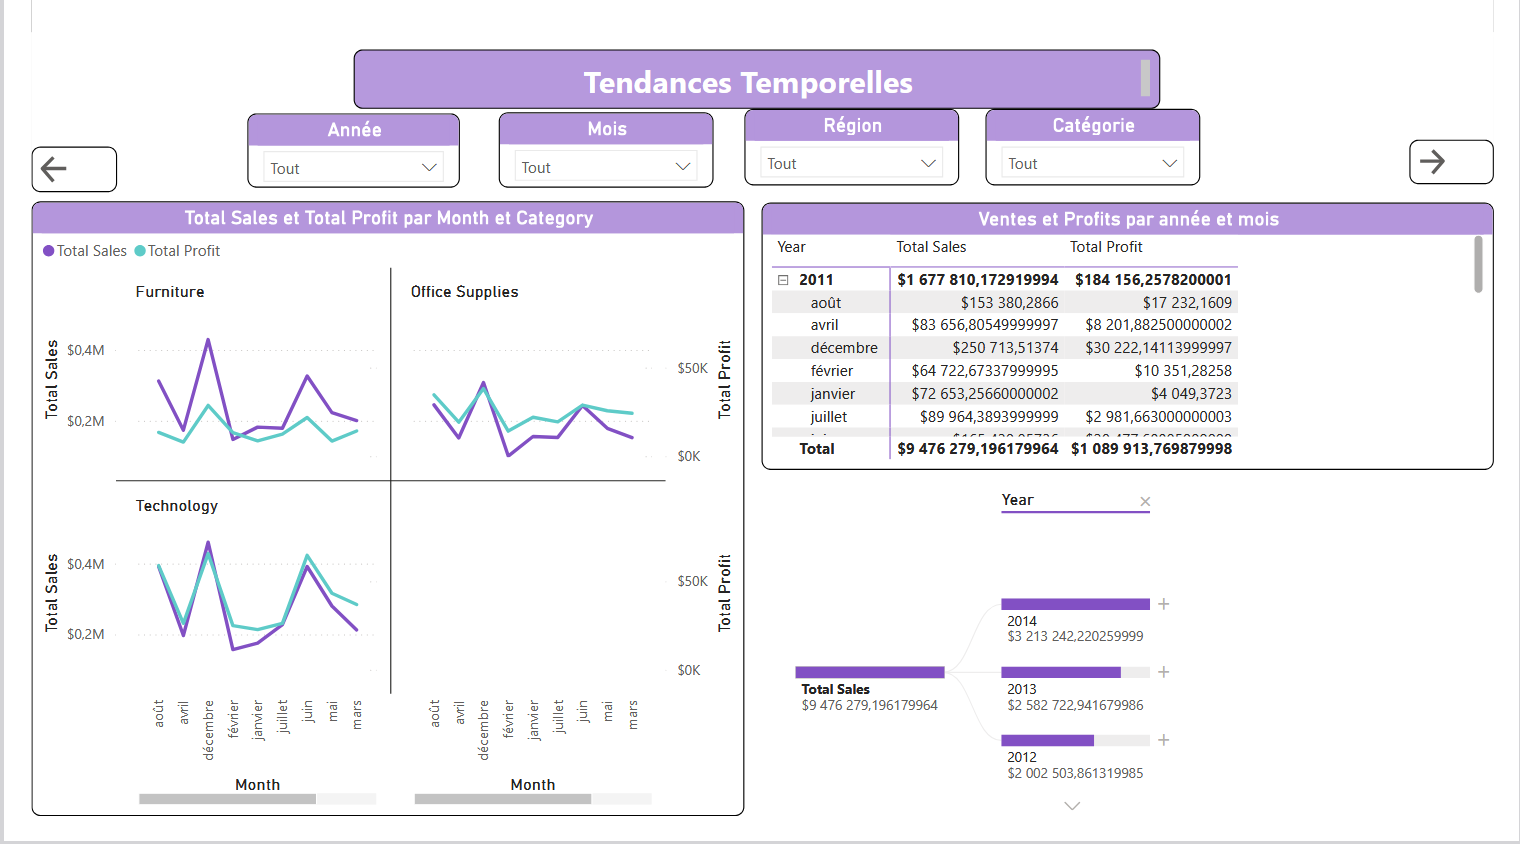 Tendances Temporelles
Année
Tout
Mois
Tout
Région
Tout
Catégorie
Tout
Total Sales et Total Profit par Month et Category
Total Sales Total Profit
Furniture
Office Supplies
Total Sales
$0,4M
$0,2M
$50K
$0K
Total Profit
Technology
Total Sales
$0,4M
$0,2M
$50K
$0K
Total Profit
août avril décembre février janvier juillet juin mai mars
août avril décembre février janvier juillet juin mai mars
Month
Month
Ventes et Profits par année et mois
Year Total Sales Total Profit
2011 $1 677 810,172919994 $184 156,2578200001
août $153 380,2866 $17 232,1609
avril $83 656,80549999997 $8 201,882500000002
décembre $250 713,51374 $30 222,14113999997
février $64 722,67337999995 $10 351,28258
janvier $72 653,25660000002 $4 049,3723
juillet $89 964,3893999999 $2 981,663000000003
Total $9 476 279,196179964 $1 089 913,769879998
Year
2014
$3 213 242,220259999
Total Sales
$9 476 279,196179964
2013
$2 582 722,941679986
2012
$2 002 503,861319985